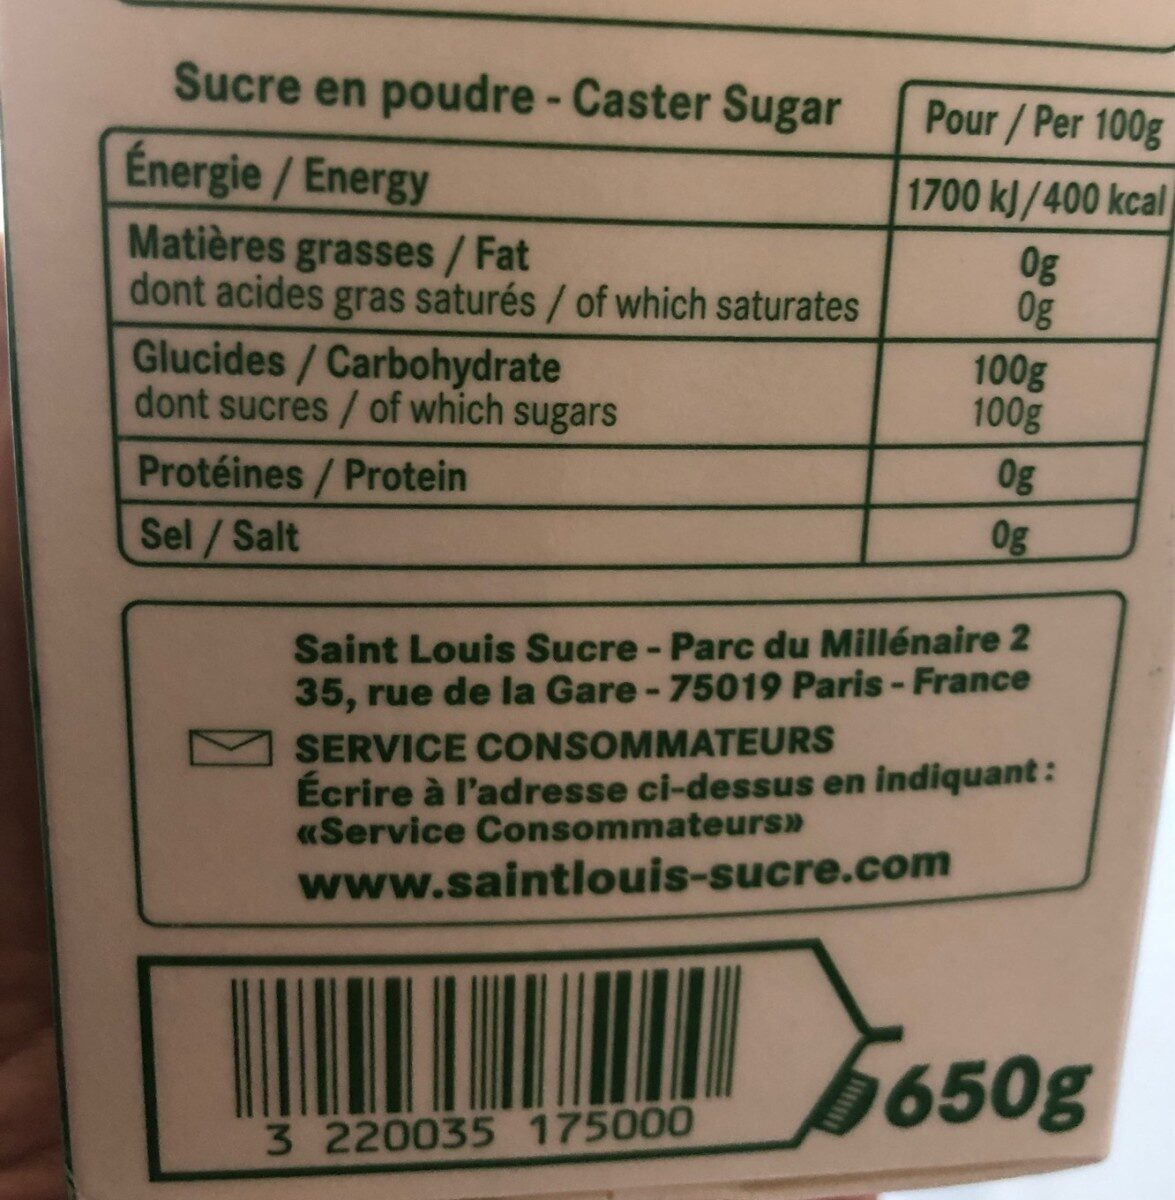 Sucre en poudre - Caster Sugar
Pour / Per 100g
Énergie / Energy
1700 kJ/400 kcal
Matières grasses / Fat
0g
dont acides gras saturés / of which saturates
0g
Glucides / Carbohydrate
100g
dont sucres / of which sugars
100g
Protéines / Protein
0g
Sel / Salt
0g
Saint Louis Sucre - Parc du Millénaire 2
35, rue de la Gare - 75019 Paris - France
SERVICE CONSOMMATEURS
Écrire à l'adresse ci-dessus en indiquant :
«Service Consommateurs»
www.saintlouis-sucre.com
3 220035 175000
650g